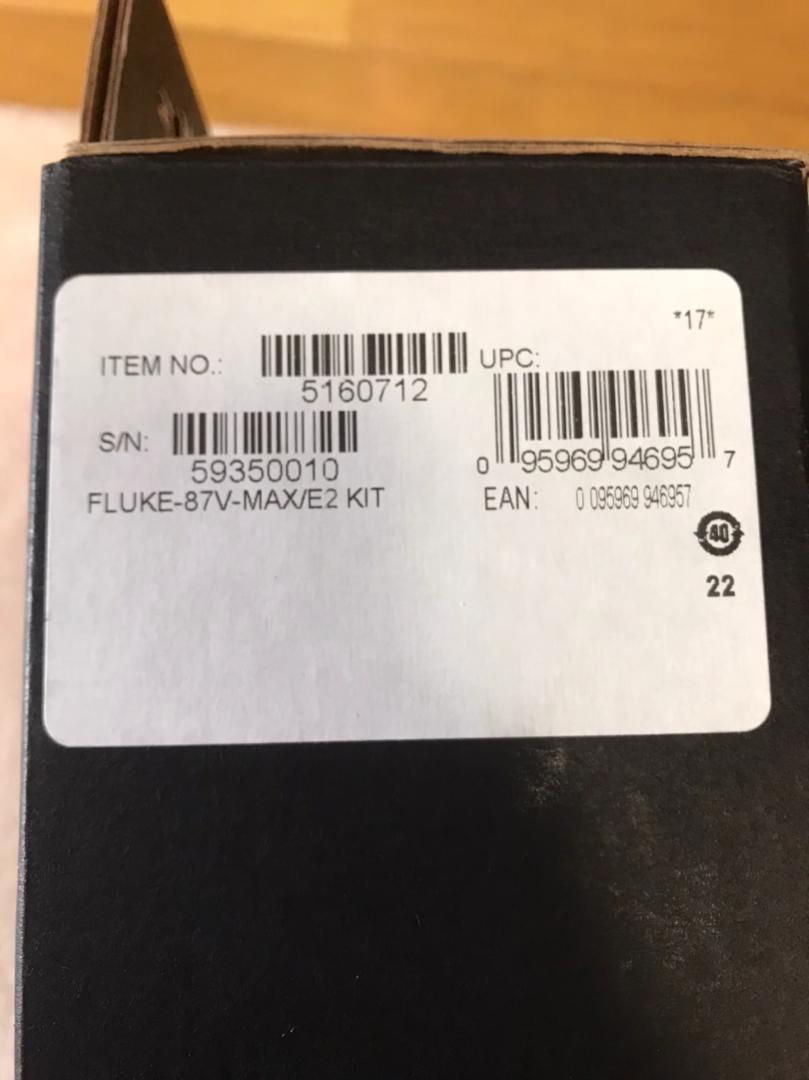 *17*
ITEM NO.:
5160712
UPC:
0 95969 94695 7
S/N:
59350010
FLUKE-87V-MAX/E2 KIT
EAN: 0 095969 946957
40
22